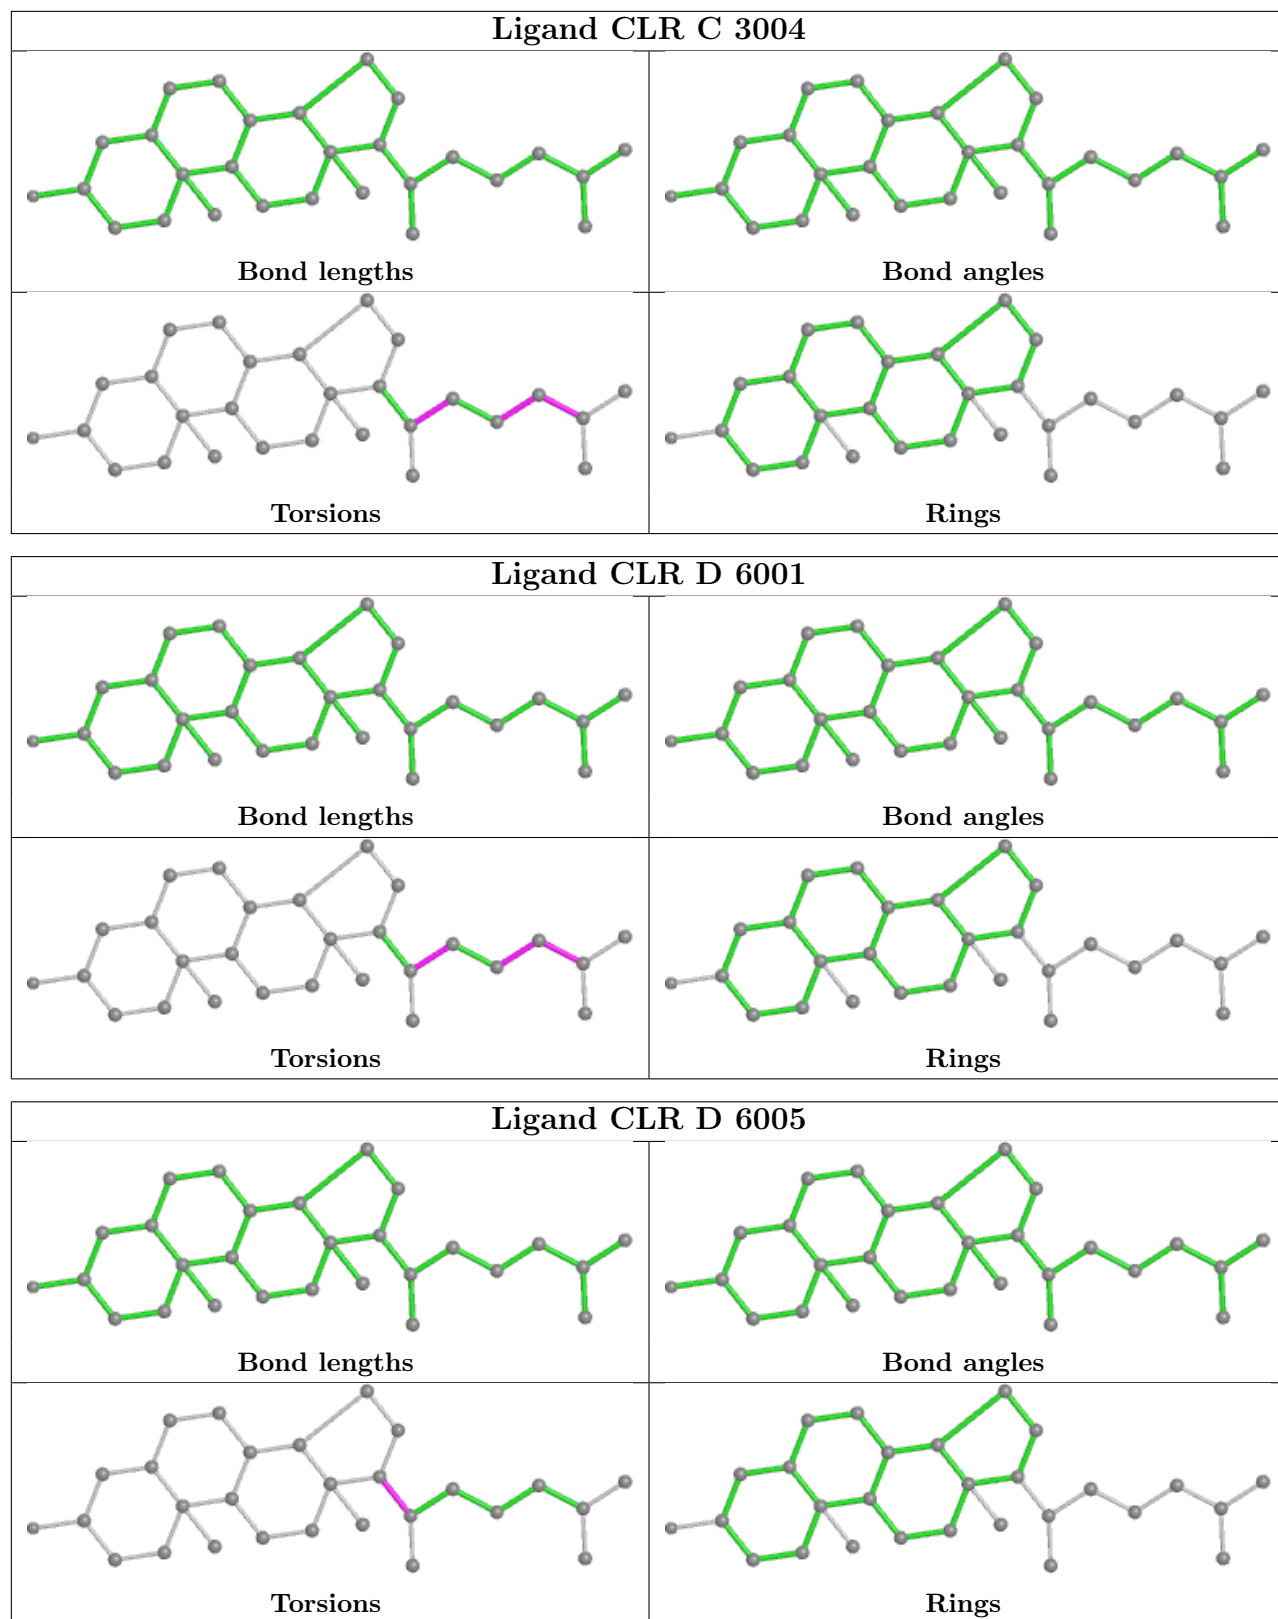 Ligand CLR C 3004
Bond lengths
Bond angles
Torsions
Rings
Ligand CLR D 6001
Bond lengths
Bond angles
Torsions
Rings
Ligand CLR D 6005
Bond lengths
Bond angles
Torsions
Rings